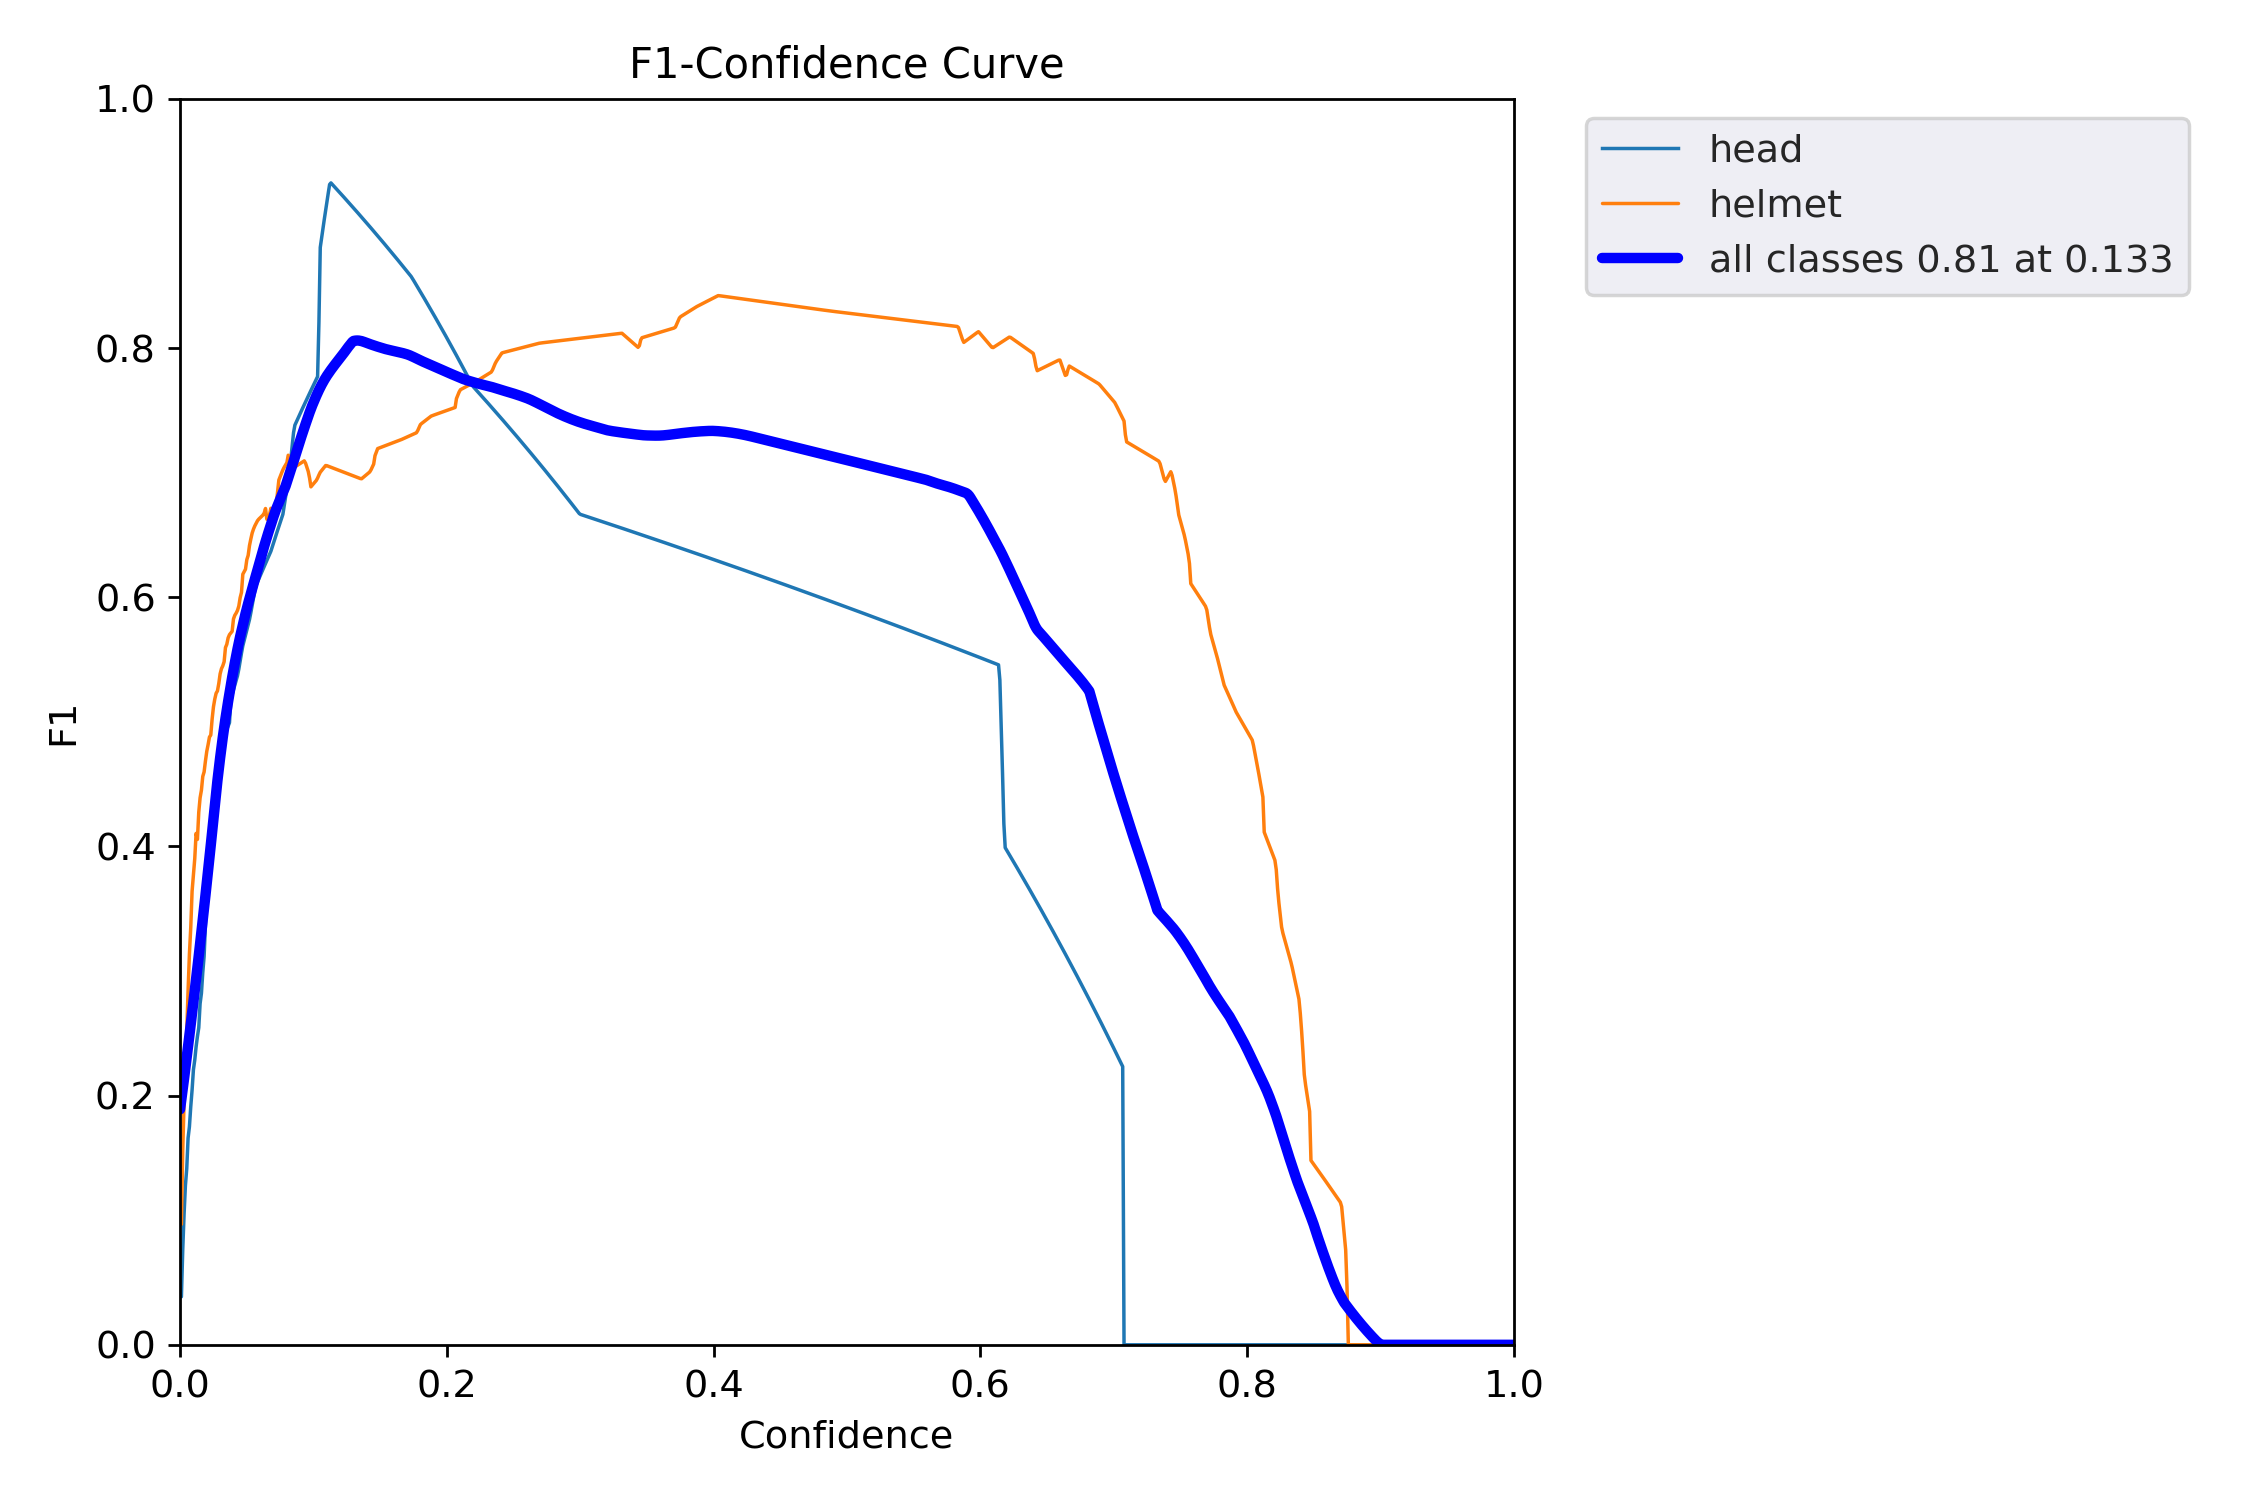 F1-Confidence Curve
head
helmet
all classes 0.81 at 0.133
1.0
0.8
0.6
0.4
0.2
0.0
F1
0.0 0.2 0.4 0.6 0.8 1.0
Confidence